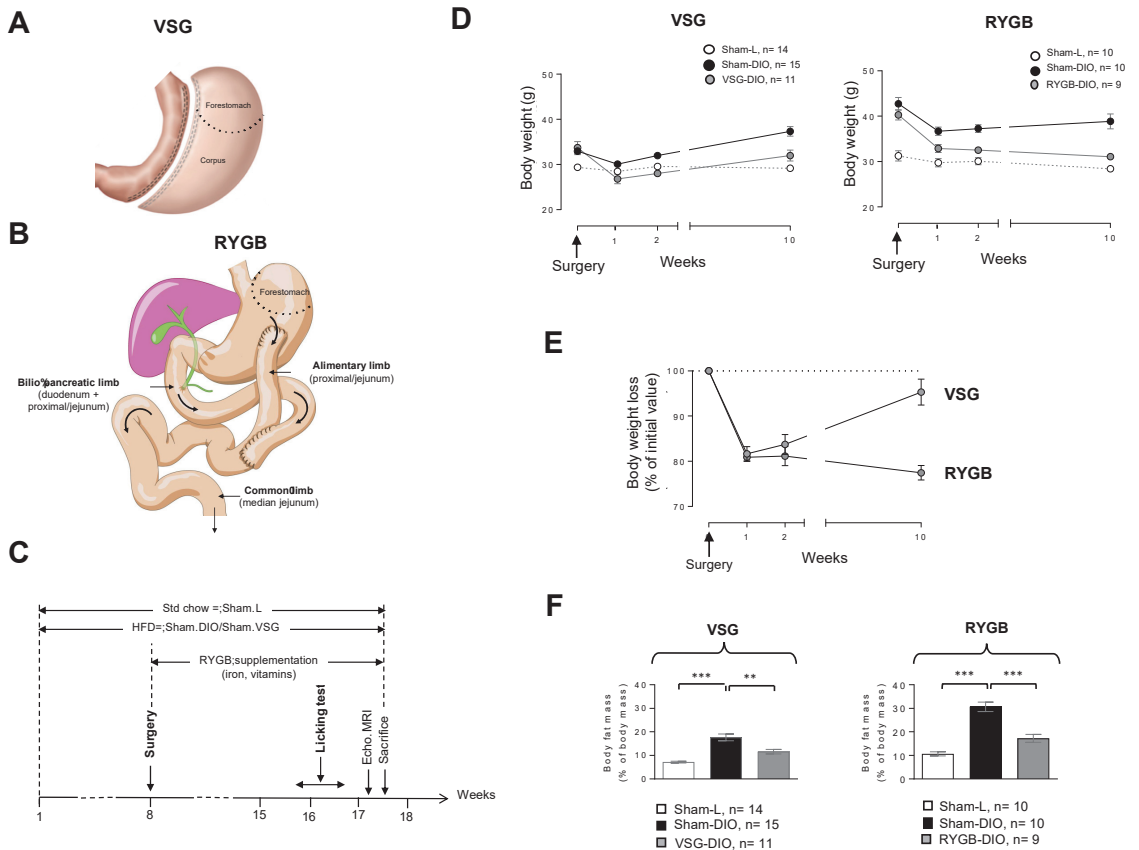 A
VSG
Forestomach
Corpus
B
RYGB
Forestomach
Alimentary limb
(proximal/jejunum)
Bilio%pancreatic limb
(duodenum +
proximal/jejunum)
Common0imb
(median jejunum)
C
Std chow =;Sham.L
HFD=;Sham.DIO/Sham.VSG
RYGB;supplementation
(iron, vitamins)
Surgery
Licking test
Echo.MRI
Sacrifice
Weeks
1 8 15 16 17 18
D
VSG
Sham-L, n= 14
Sham-DIO, n= 15
VSG-DIO, n= 11
Body weight (g)
50
40
30
20
1 2 10
Surgery
Weeks
RYGB
Sham-L, n= 10
Sham-DIO, n= 10
RYGB-DIO, n= 9
Body weight (g)
50
40
30
20
1 2 10
Surgery
Weeks
E
Body weight loss
(% of initial value)
100
90
80
70
VSG
RYGB
1 2 10
Surgery
Weeks
F
VSG
*** **
Body fat mass
(% of body mass)
40
30
20
10
0
Sham-L, n= 14
Sham-DIO, n= 15
VSG-DIO, n= 11
RYGB
*** ***
Body fat mass
(% of body mass)
40
30
20
10
0
Sham-L, n= 10
Sham-DIO, n= 10
RYGB-DIO, n= 9